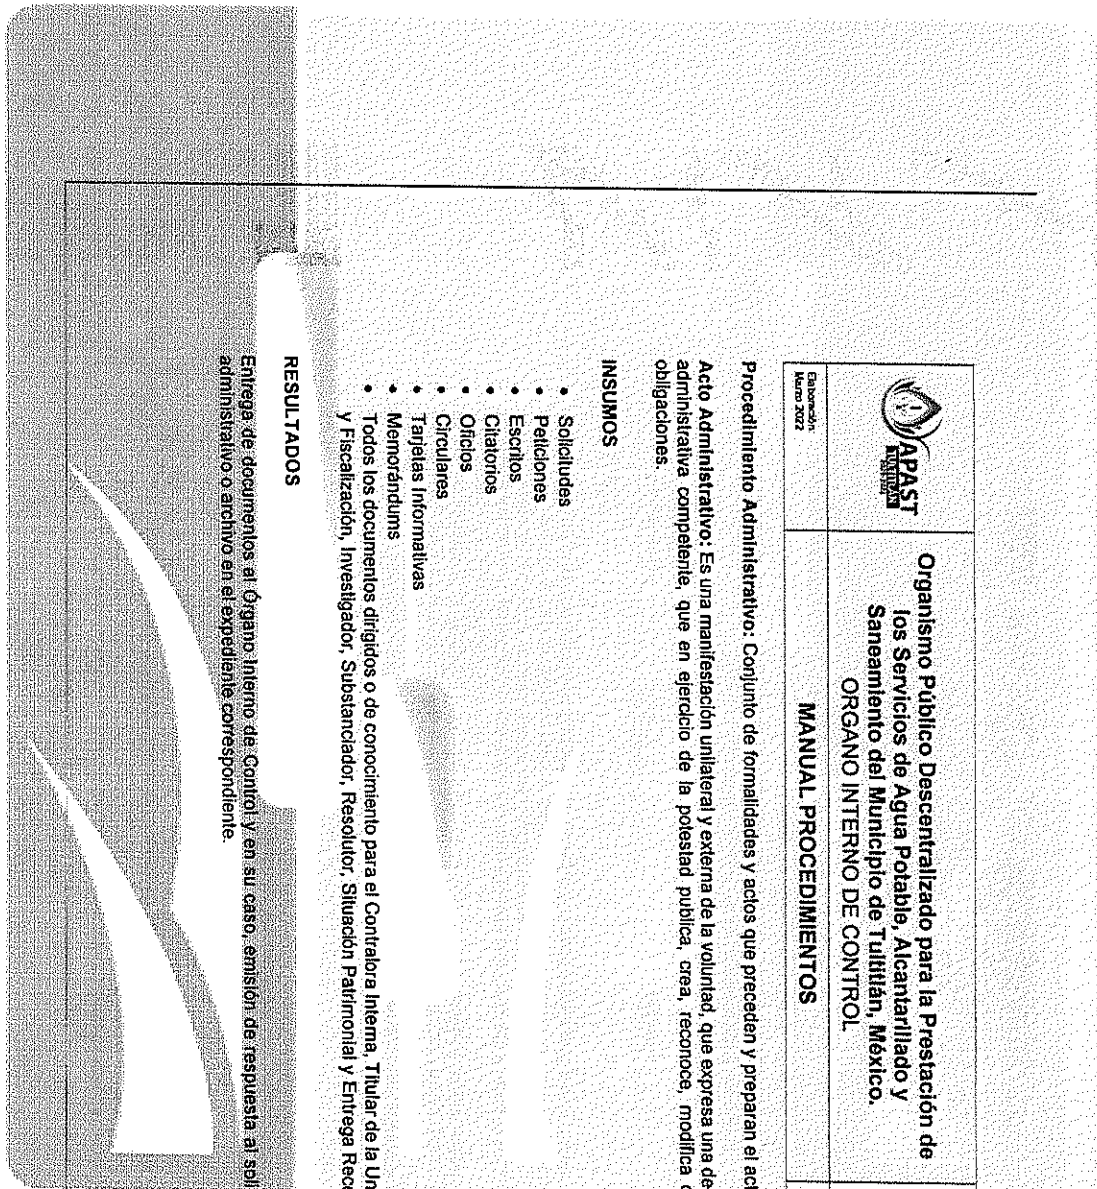 APAST
Organismo Público Descentralizado para la Prestación de
los Servicios de Agua Potable, Alcantarillado y
Saneamiento del Municipio de Tultitlán, México.
ORGANO INTERNO DE CONTROL
Elaboración:
Marzo 2022
MANUAL PROCEDIMIENTOS
Procedimiento Administrativo: Conjunto de formalidades y actos que preceden y preparan el act
Acto Administrativo: Es una manifestación unilateral y externa de la voluntad, que expresa una de
administrativa competente, que en ejercicio de la potestad publica, crea, reconoce, modifica
obligaciones.
INSUMOS
• Solicitudes
• Peticiones
• Escritos
• Citatorios
• Oficios
• Circulares
• Tarjetas Informativas
• Memorándums
• Todos los documentos dirigidos o de conocimiento para el Contralora Interna, Titular de la Un
y Fiscalización, Investigador, Substanciador, Resolutor, Situación Patrimonial y Entrega Rece
RESULTADOS
Entrega de documentos al Órgano Interno de Control y en su caso, emisión de respuesta al soli
administrativo o archivo en el expediente correspondiente.